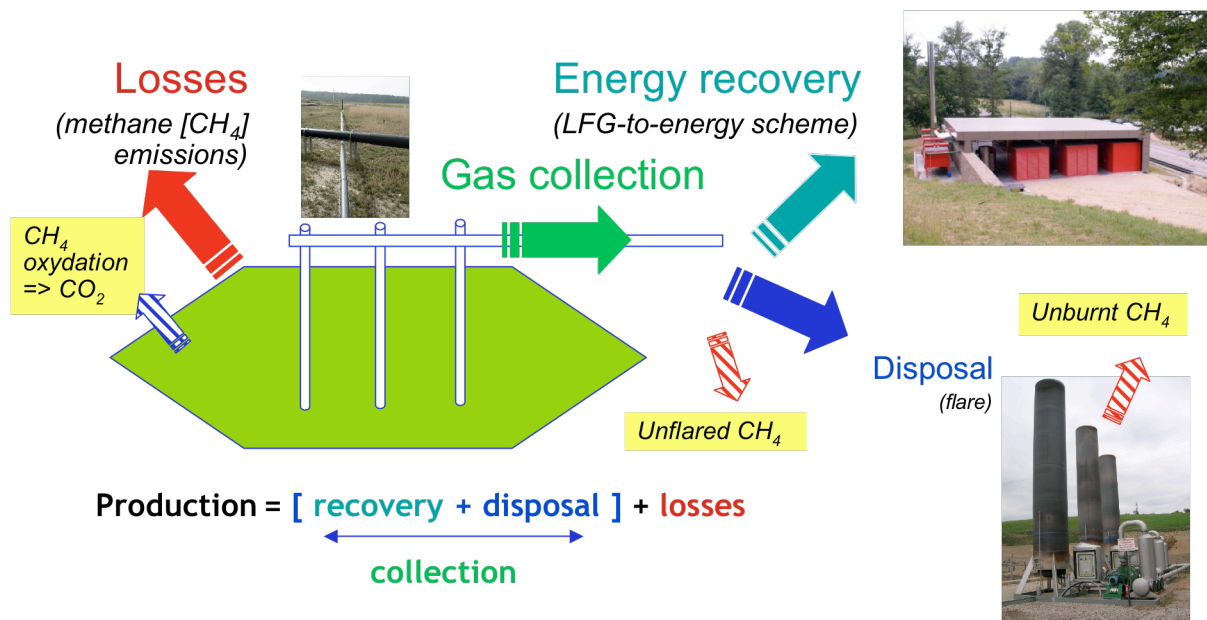 Losses
(methane [CH4]
emissions)
Energy recovery
(LFG-to-energy scheme)
Gas collection
CH4
oxydation
=> CO2
Unburnt CH4
Disposal
(flare)
Unflared CH4
Production = [ recovery + disposal ] + losses
collection